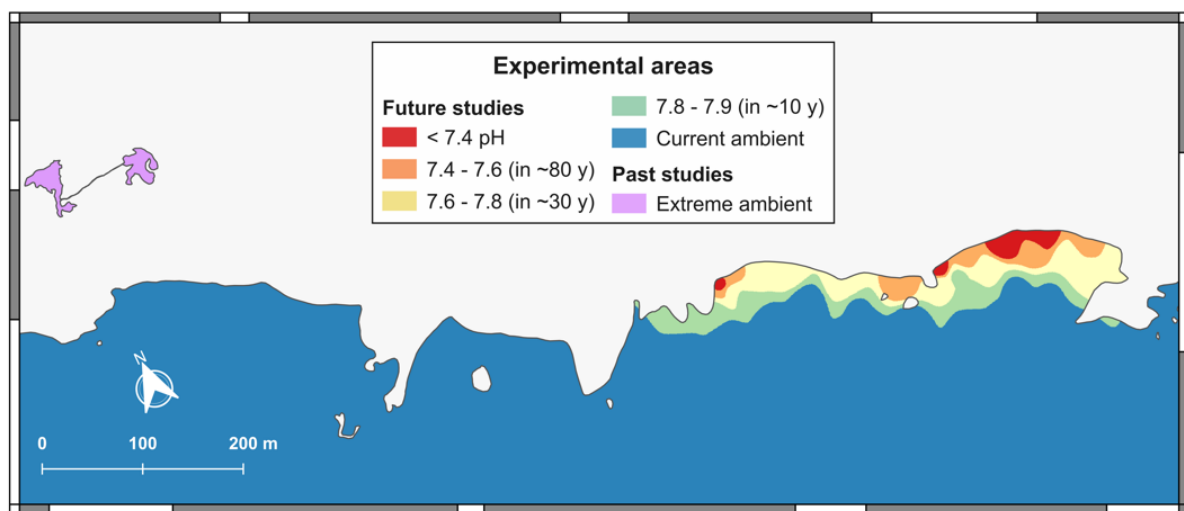 Experimental areas
Future studies
< 7.4 pH
7.4 - 7.6 (in ~80 y)
7.6 - 7.8 (in ~30 y)
7.8 - 7.9 (in ~10 y)
Current ambient
Past studies
Extreme ambient
N
0 100 200 m